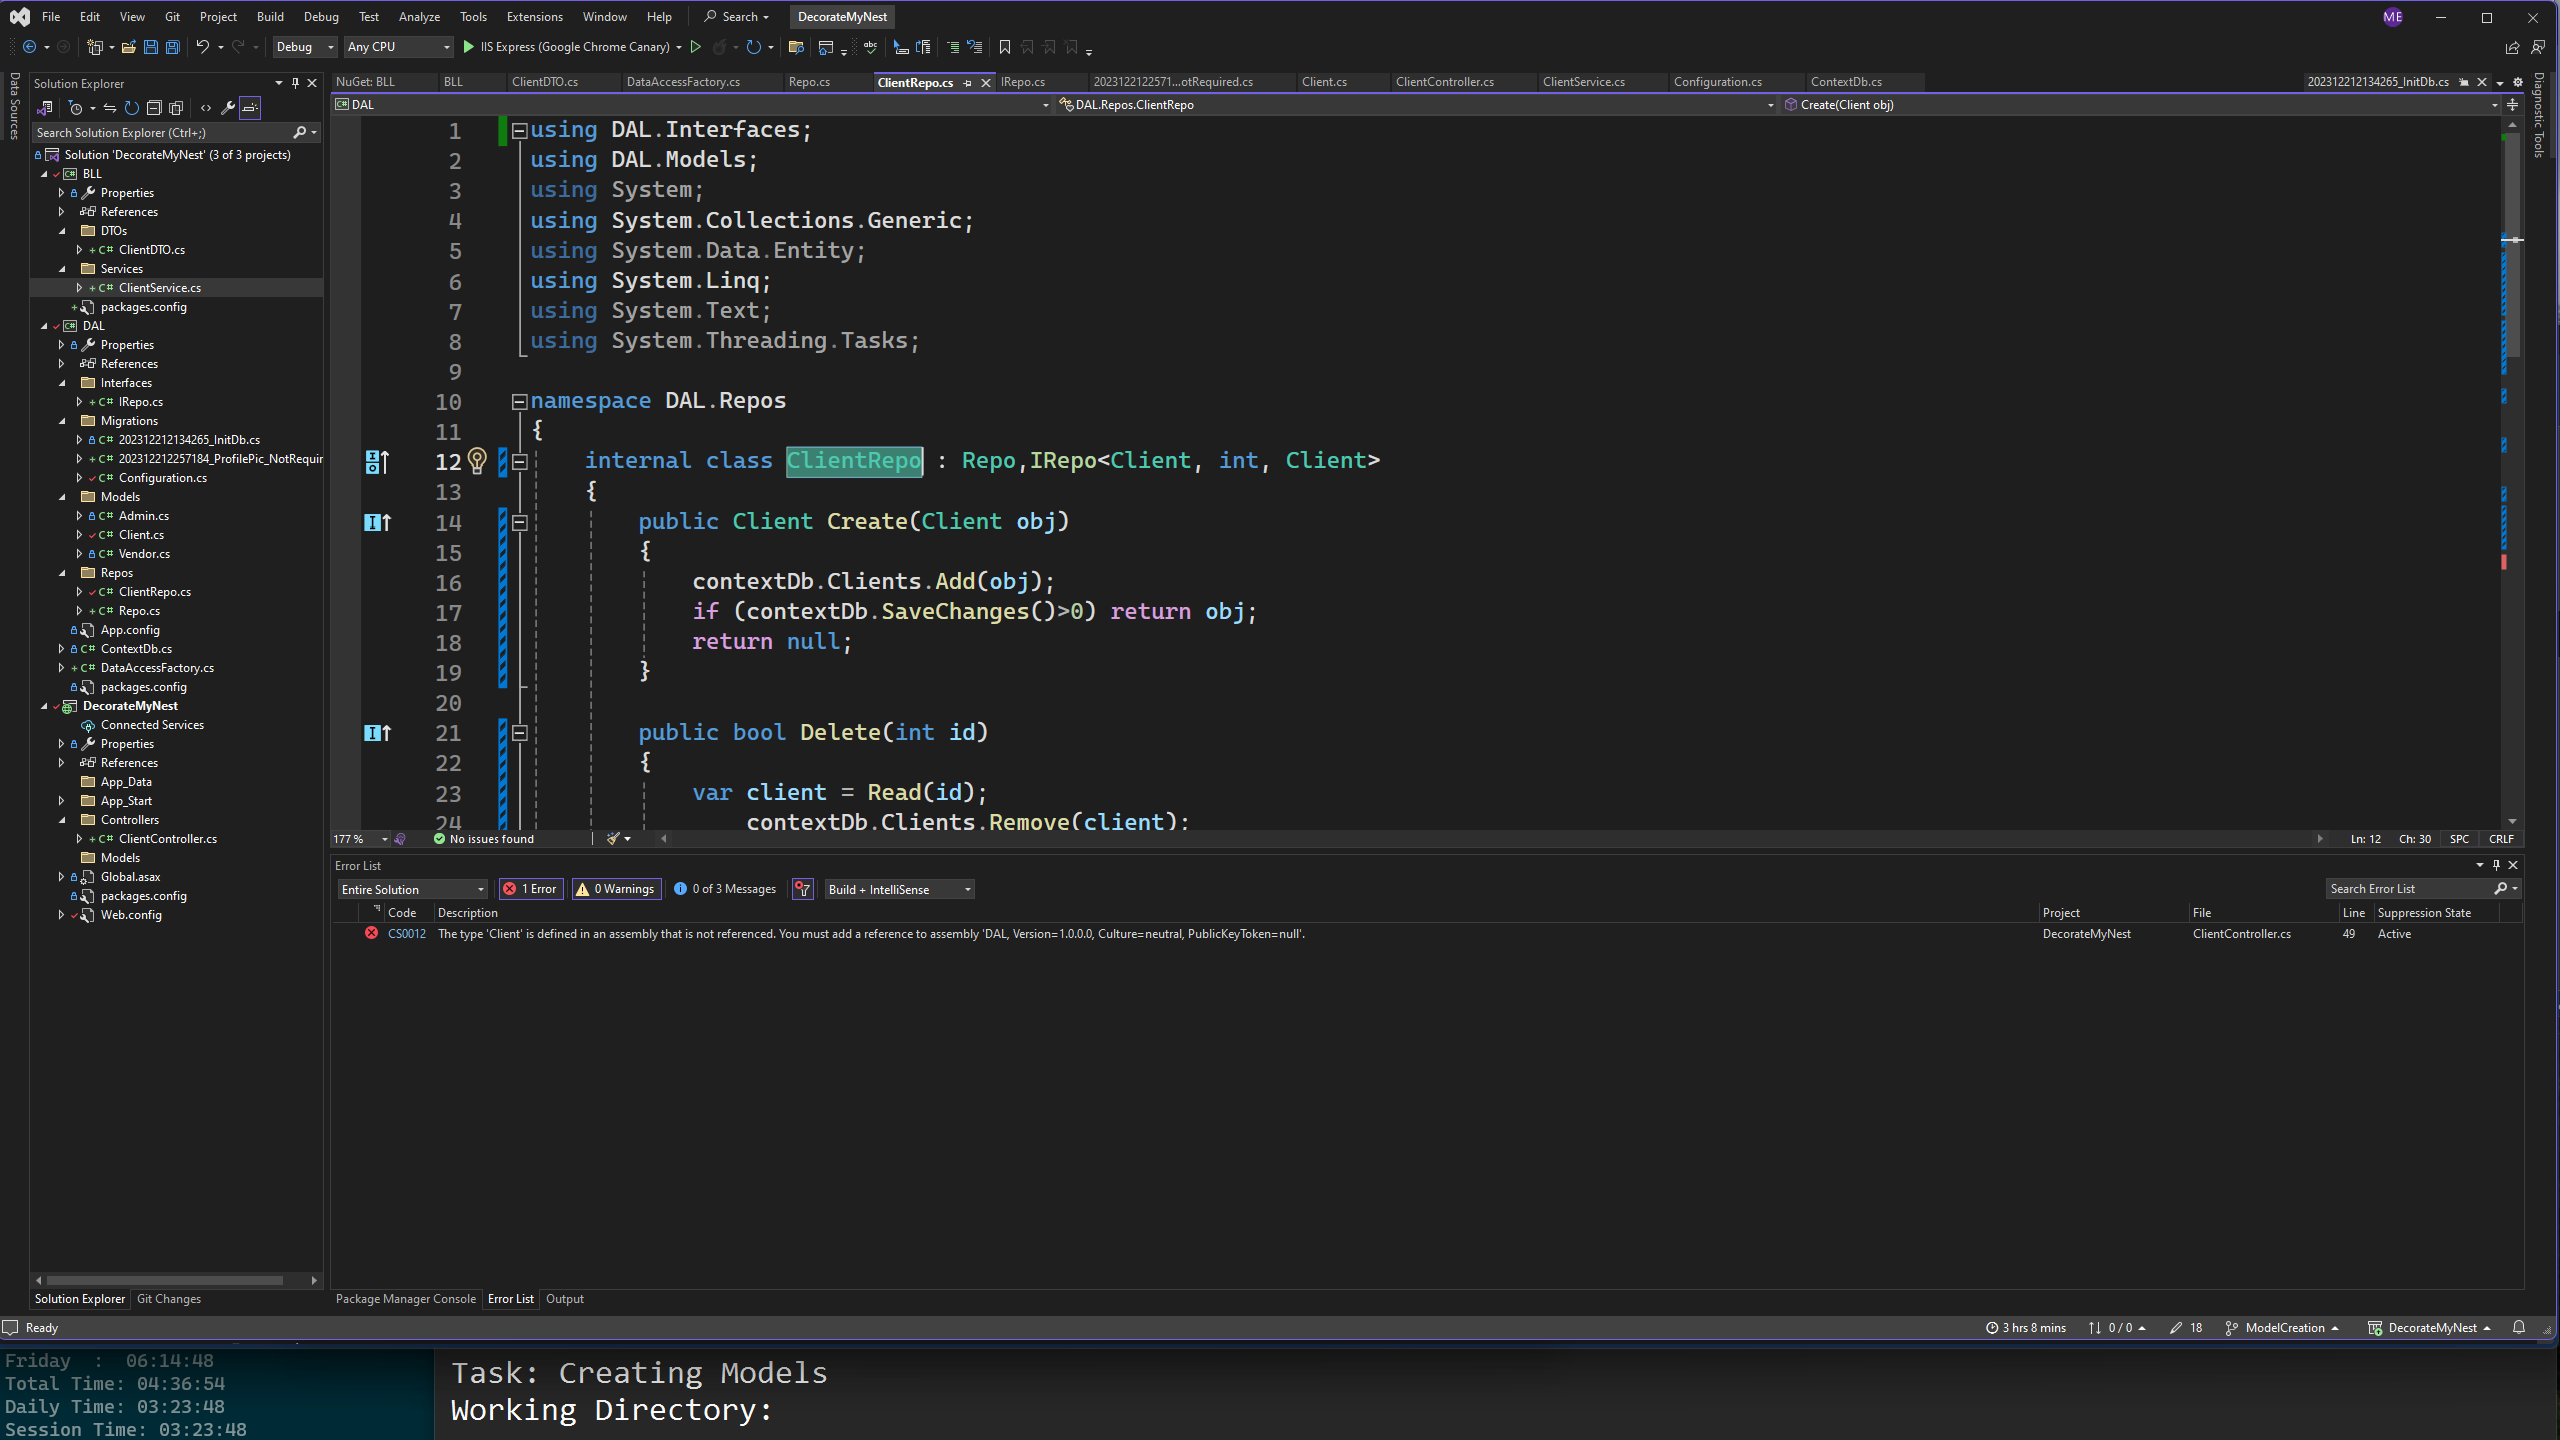 File Edit View Git Project Build Debug Test Analyze Tools Extensions Window Help Search DecorateMyNest ME
Debug Any CPU IIS Express (Google Chrome Canary)
Data Sources
Solution Explorer
Search Solution Explorer (Ctrl+;)
Solution 'DecorateMyNest' (3 of 3 projects)
BLL
Properties
References
DTOs
C# ClientDTO.cs
Services
C# ClientService.cs
packages.config
DAL
Properties
References
Interfaces
C# IRepo.cs
Migrations
C# 202312212134265_InitDb.cs
C# 202312212257184_ProfilePic_NotRequir
C# Configuration.cs
Models
C# Admin.cs
C# Client.cs
C# Vendor.cs
Repos
C# ClientRepo.cs
C# Repo.cs
App.config
C# ContextDb.cs
C# DataAccessFactory.cs
packages.config
DecorateMyNest
Connected Services
Properties
References
App_Data
App_Start
Controllers
C# ClientController.cs
Models
Global.asax
packages.config
Web.config
Solution Explorer Git Changes
NuGet: BLL BLL ClientDTO.cs DataAccessFactory.cs Repo.cs ClientRepo.cs IRepo.cs 2023122122571...otRequired.cs Client.cs ClientController.cs ClientService.cs Configuration.cs ContextDb.cs 202312212134265_InitDb.cs
DAL DAL.Repos.ClientRepo Create(Client obj)
Diagnostic Tools
1 using DAL.Interfaces;
2 using DAL.Models;
3 using System;
4 using System.Collections.Generic;
5 using System.Data.Entity;
6 using System.Linq;
7 using System.Text;
8 using System.Threading.Tasks;
9
10 namespace DAL.Repos
11 {
12 internal class ClientRepo : Repo,IRepo<Client, int, Client>
13 {
14 public Client Create(Client obj)
15 {
16 contextDb.Clients.Add(obj);
17 if (contextDb.SaveChanges()>0) return obj;
18 return null;
19 }
20
21 public bool Delete(int id)
22 {
23 var client = Read(id);
24 contextDb.Clients.Remove(client);
177 % No issues found Ln: 12 Ch: 30 SPC CRLF
Error List
Entire Solution 1 Error 0 Warnings 0 of 3 Messages Build + IntelliSense Search Error List
Code Description Project File Line Suppression State
CS0012 The type 'Client' is defined in an assembly that is not referenced. You must add a reference to assembly 'DAL, Version=1.0.0.0, Culture=neutral, PublicKeyToken=null'. DecorateMyNest ClientController.cs 49 Active
Package Manager Console Error List Output
Ready 3 hrs 8 mins 0 / 0 18 ModelCreation DecorateMyNest
Friday : 06:14:48
Total Time: 04:36:54
Daily Time: 03:23:48
Session Time: 03:23:48
Task: Creating Models
Working Directory: